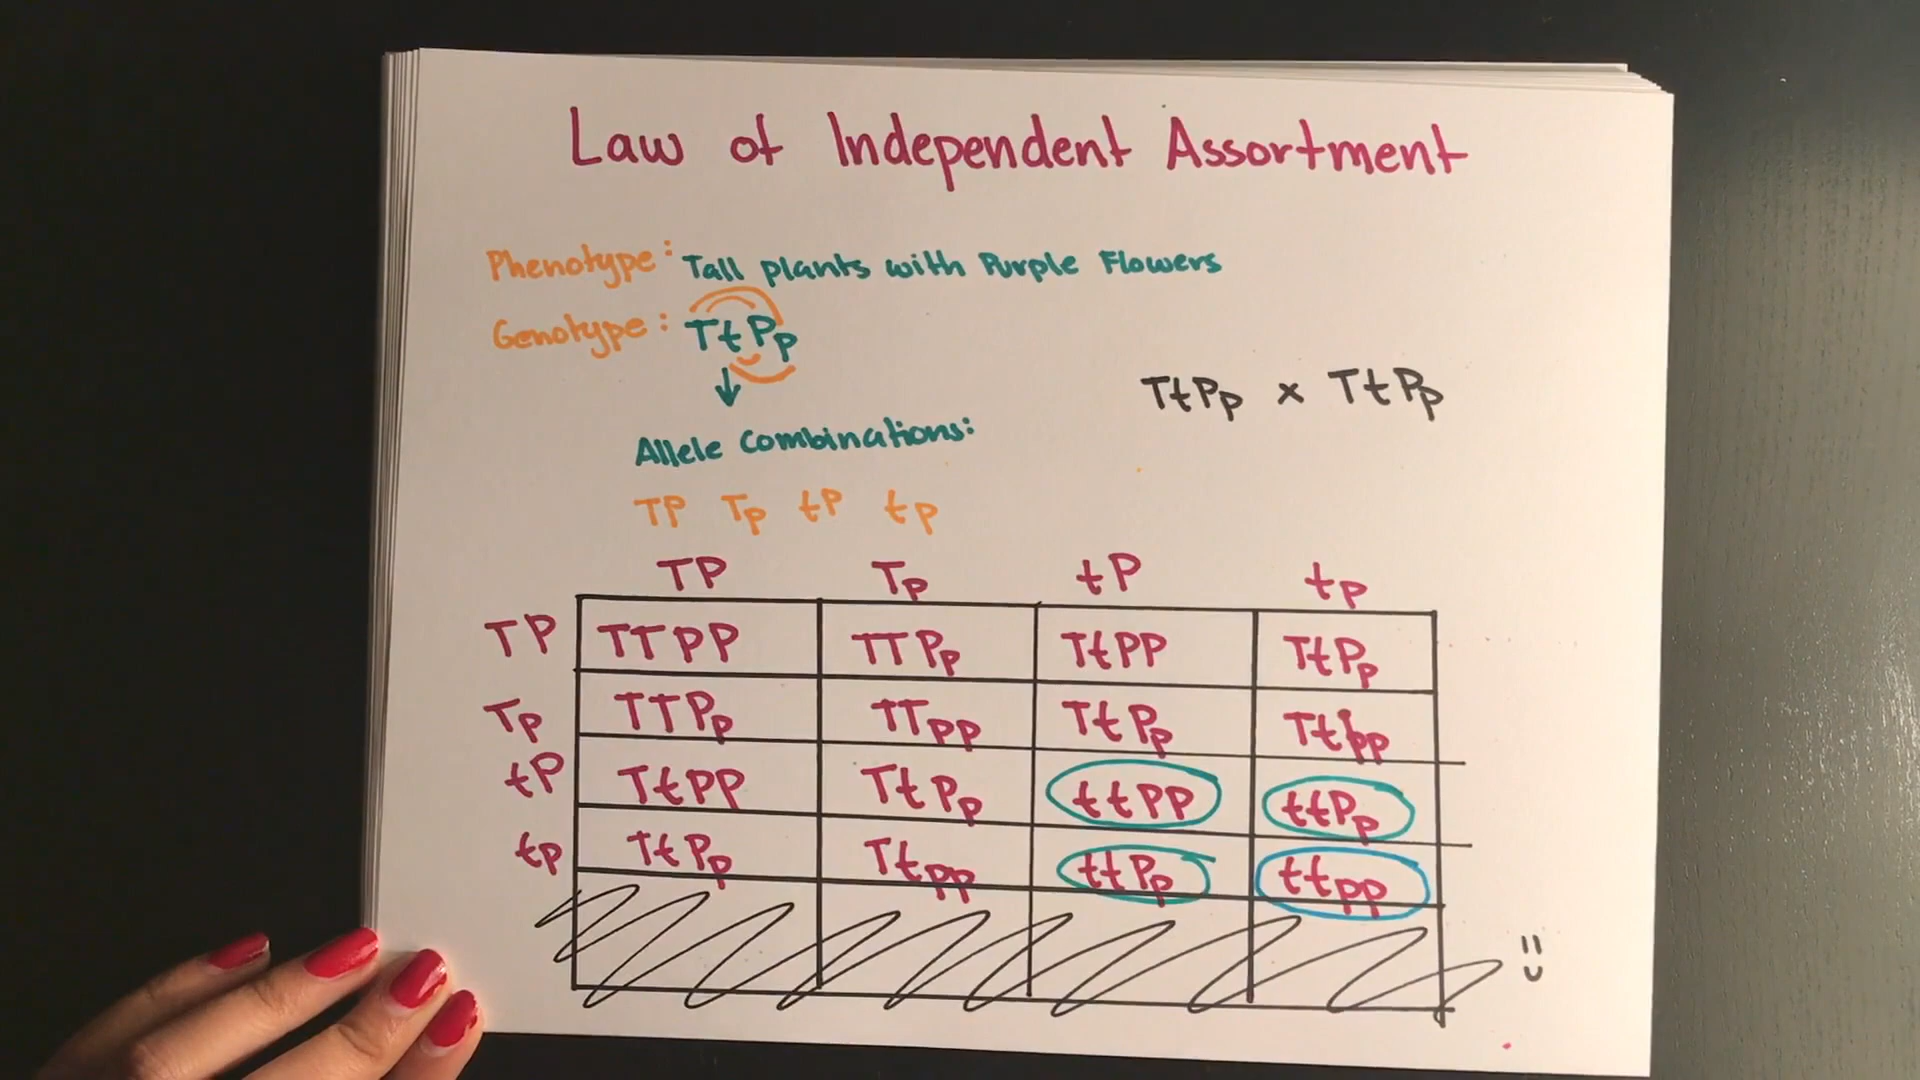 Law of Independent Assortment
Phenotype: Tall plants with Purple Flowers
Genotype: TtPp
TtPp x TtPp
Allele Combinations:
TP Tp tP tp
TP Tp tP tp
TP TTPP TTPp TtPP TtPp
Tp TTPp TTpp TtPp Ttpp
tP TtPP TtPp ttPP ttPp
tp TtPp Ttpp ttPp ttpp